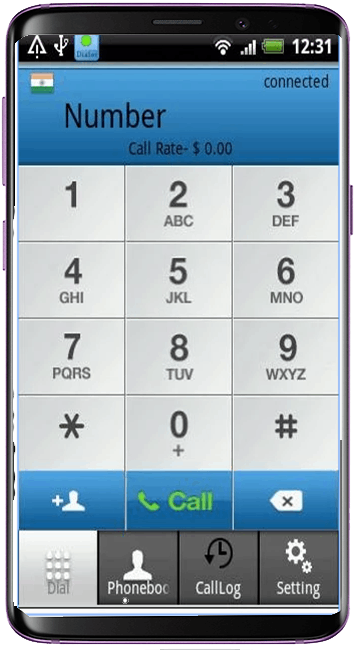 Dialer
12:31
connected
Number
Call Rate- $ 0.00
1
2
3
ABC
DEF
4
5
6
GHI
JKL
MNO
7
8
9
PQRS
TUV
WXYZ
*
0
#
+
+
Call
Dial
Phoneboo
CallLog
Setting